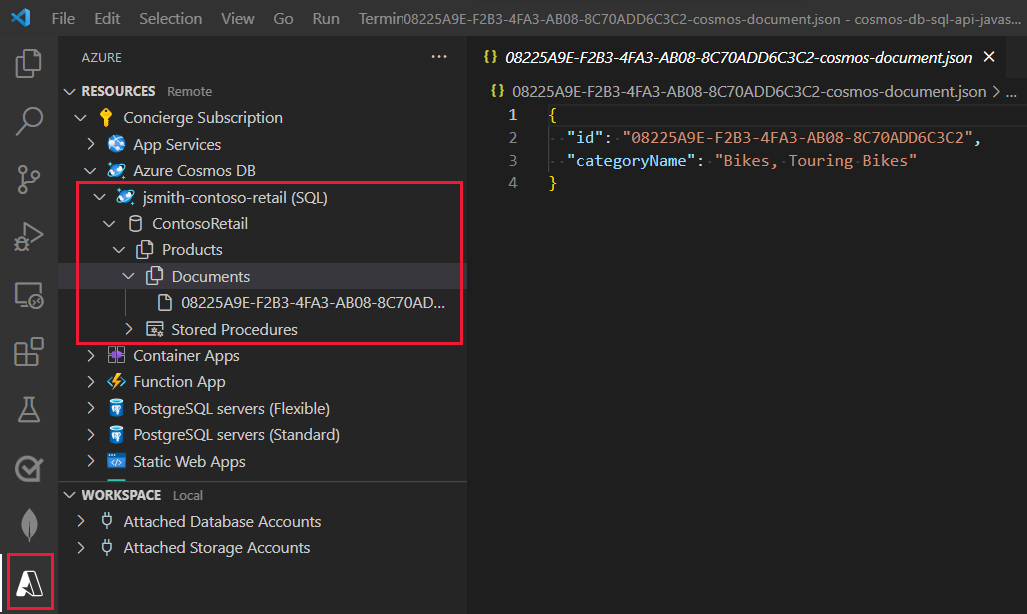 File Edit Selection View Go Run Termin08225A9E-F2B3-4FA3-AB08-8C70ADD6C3C2-cosmos-document.json - cosmos-db-sql-api-javas...
AZURE ...
RESOURCES Remote
Concierge Subscription
App Services
Azure Cosmos DB
jsmith-contoso-retail (SQL)
ContosoRetail
Products
Documents
08225A9E-F2B3-4FA3-AB08-8C70AD...
Stored Procedures
Container Apps
Function App
PostgreSQL servers (Flexible)
PostgreSQL servers (Standard)
Static Web Apps
WORKSPACE Local
Attached Database Accounts
Attached Storage Accounts
{} 08225A9E-F2B3-4FA3-AB08-8C70ADD6C3C2-cosmos-document.json
{} 08225A9E-F2B3-4FA3-AB08-8C70ADD6C3C2-cosmos-document.json > ...
1 {
2 "id": "08225A9E-F2B3-4FA3-AB08-8C70ADD6C3C2",
3 "categoryName": "Bikes, Touring Bikes"
4 }